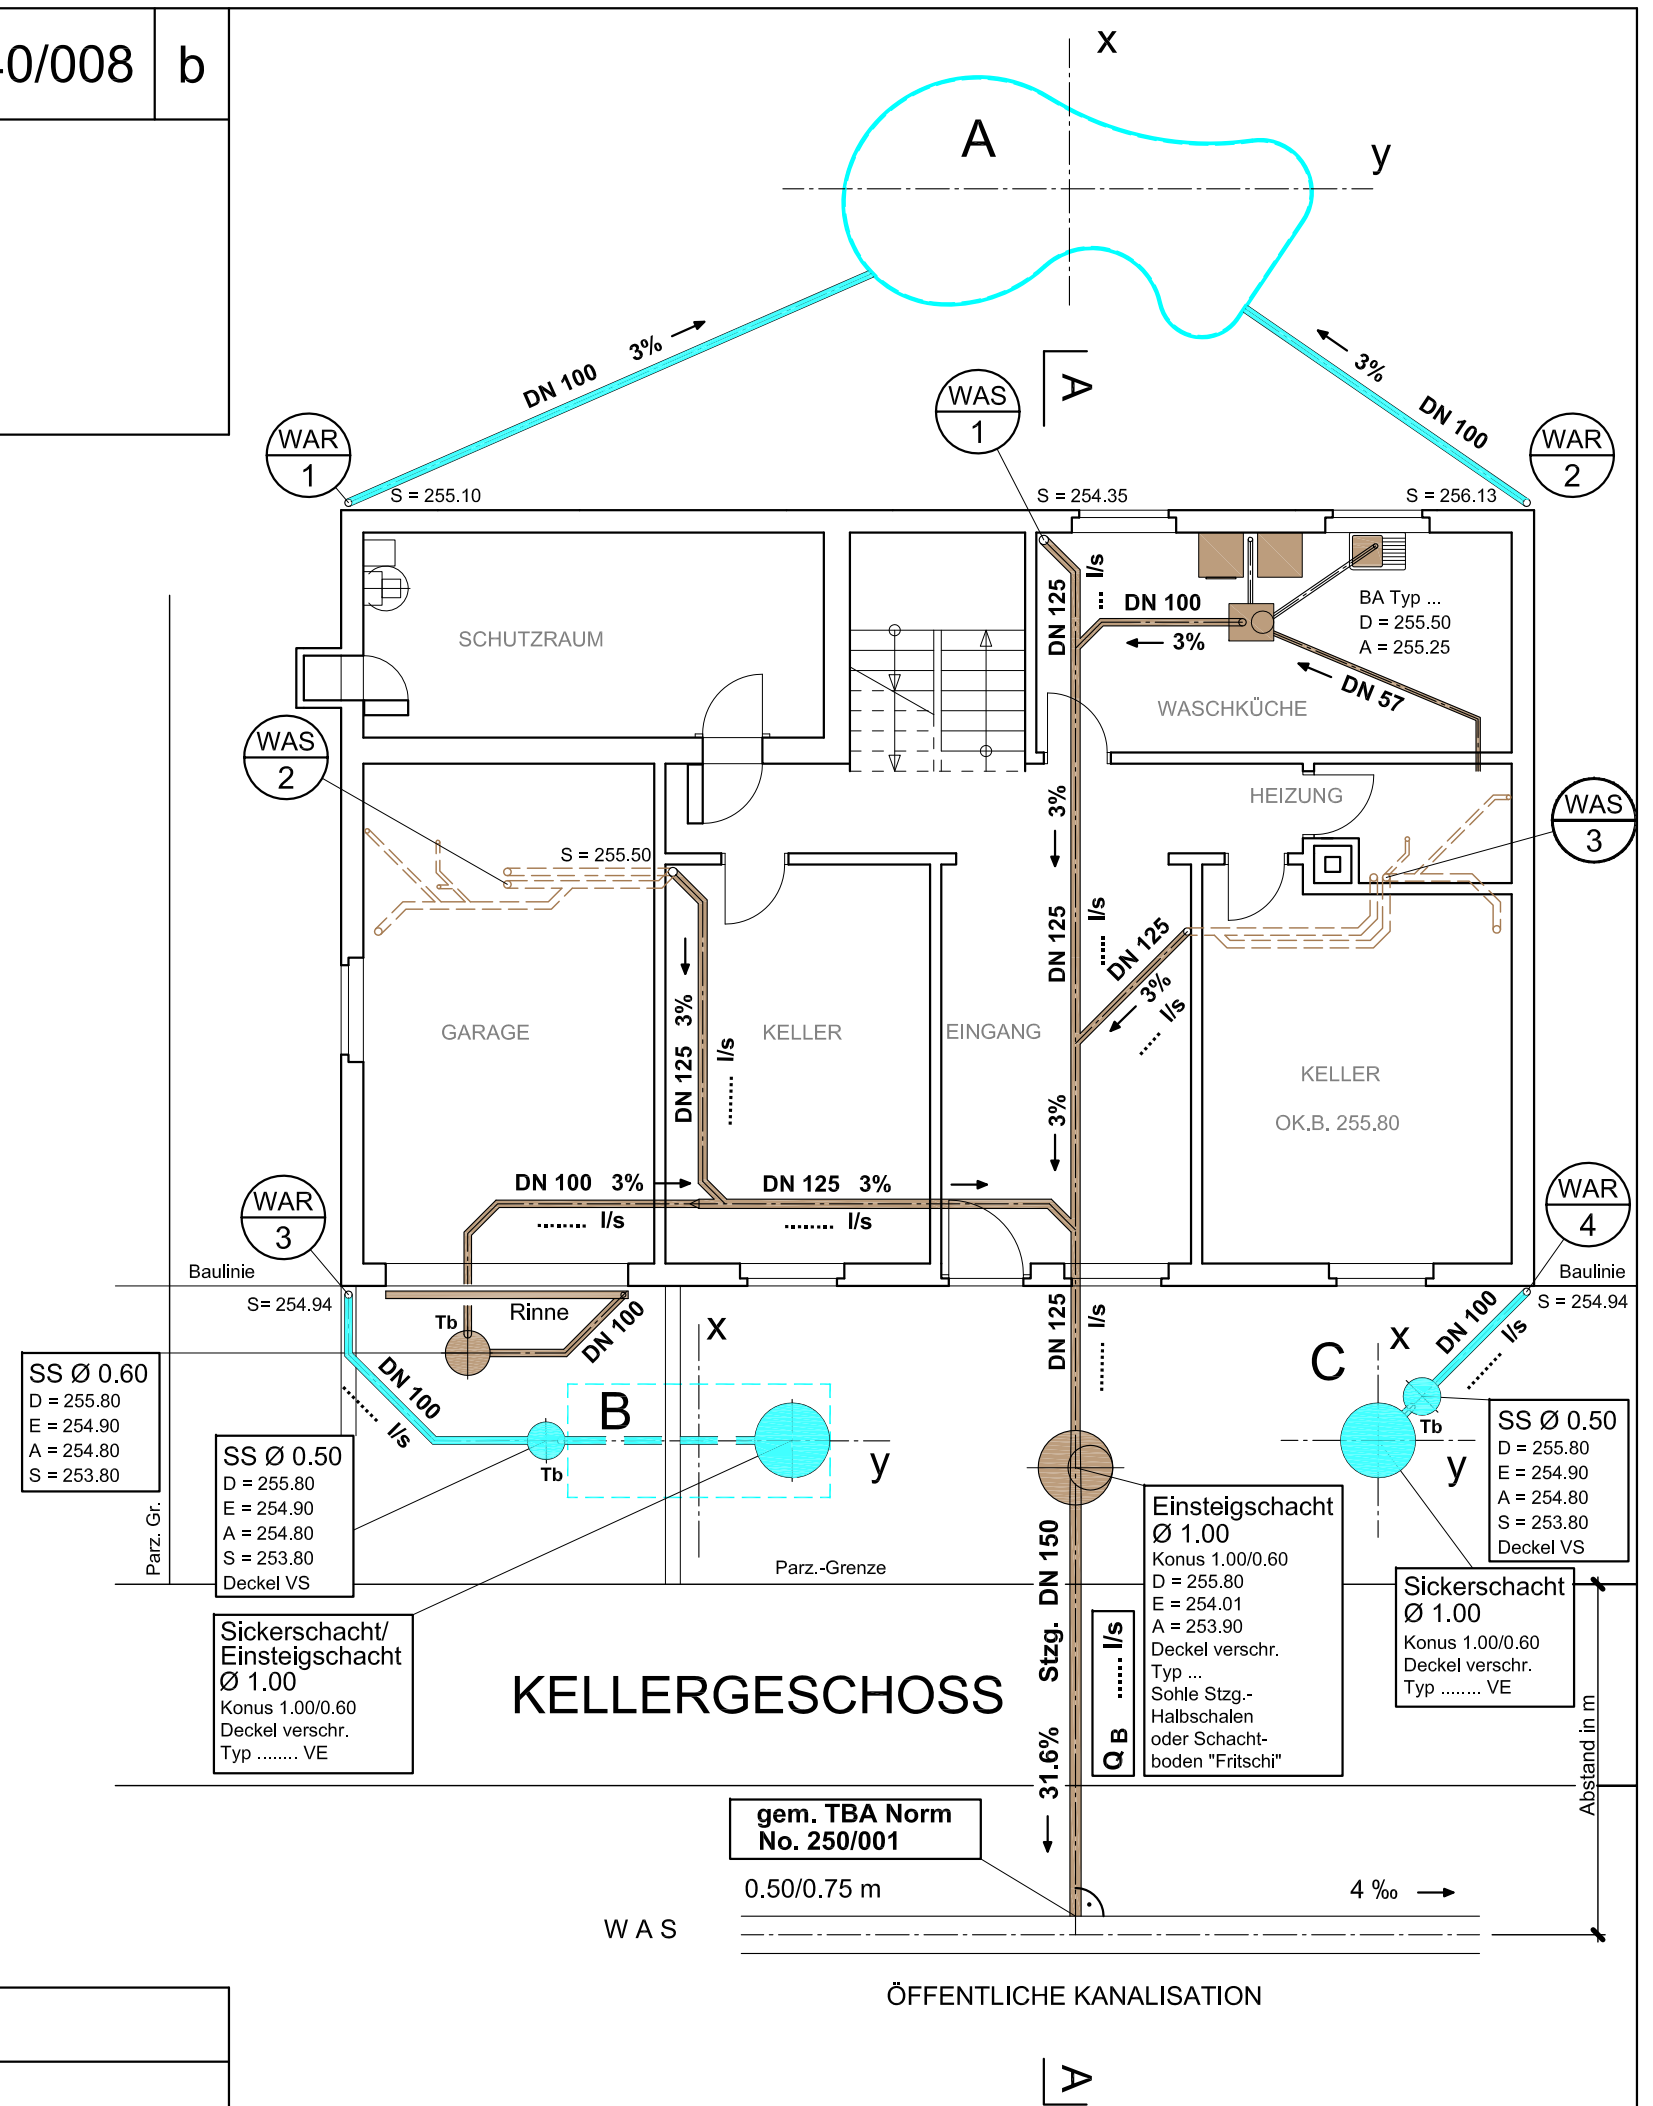 40/008
b
x
A
y
3%
DN 100
3%
DN 100
WAS
1
A
WAR
1
WAR
2
S = 255.10
S = 254.35
S = 256.13
SCHUTZRAUM
DN 125
...... l/s
DN 100
3%
BA Typ ...
D = 255.50
A = 255.25
DN 57
WASCHKÜCHE
WAS
2
HEIZUNG
WAS
3
S = 255.50
3%
DN 125
...... l/s
DN 125
3%
...... l/s
GARAGE
DN 125 3%
....... l/s
KELLER
EINGANG
KELLER
OK.B. 255.80
3%
DN 100 3%
........ l/s
DN 125 3%
........ l/s
WAR
3
WAR
4
Baulinie
Baulinie
S= 254.94
S = 254.94
Rinne
Tb
DN 100
x
DN 125
........ l/s
x
C
DN 100
....... l/s
SS Ø 0.60
D = 255.80
E = 254.90
A = 254.80
S = 253.80
DN 100
....... l/s
B
y
Tb
Tb
y
SS Ø 0.50
D = 255.80
E = 254.90
A = 254.80
S = 253.80
Deckel VS
SS Ø 0.50
D = 255.80
E = 254.90
A = 254.80
S = 253.80
Deckel VS
Parz. Gr.
Parz.-Grenze
Einsteigschacht
Ø 1.00
Konus 1.00/0.60
D = 255.80
E = 254.01
A = 253.90
Deckel verschr.
Typ ...
Sohle Stzg.-
Halbschalen
oder Schacht-
boden "Fritschi"
Sickerschacht
Ø 1.00
Konus 1.00/0.60
Deckel verschr.
Typ ........ VE
Sickerschacht/
Einsteigschacht
Ø 1.00
Konus 1.00/0.60
Deckel verschr.
Typ ........ VE
31.6% Stzg. DN 150
QB ....... l/s
KELLERGESCHOSS
Abstand in m
gem. TBA Norm
No. 250/001
0.50/0.75 m
4 ‰
W A S
ÖFFENTLICHE KANALISATION
A